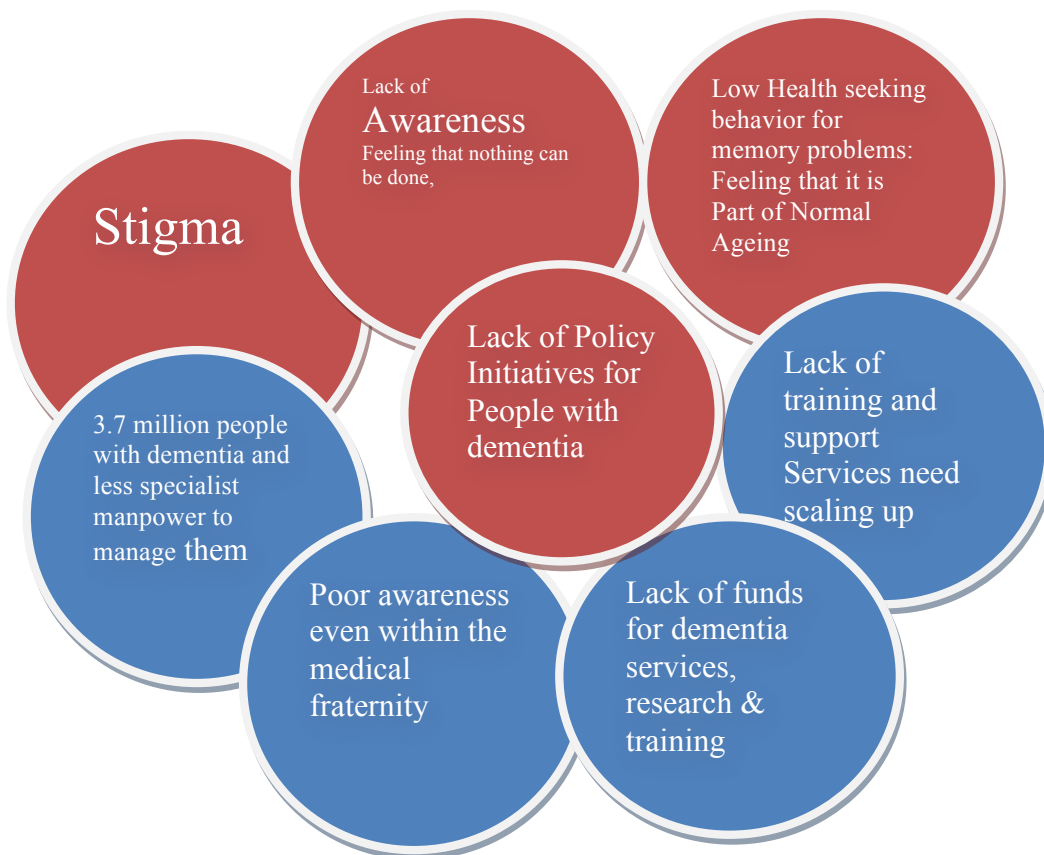 Stigma
Lack of
Awareness
Feeling that nothing can
be done,
Low Health seeking
behavior for
memory problems:
Feeling that it is
Part of Normal
Ageing
Lack of Policy
Initiatives for
People with
dementia
Lack of
training and
support
Services need
scaling up
3.7 million people
with dementia and
less specialist
manpower to
manage them
Poor awareness
even within the
medical
fraternity
Lack of funds
for dementia
services,
research &
training